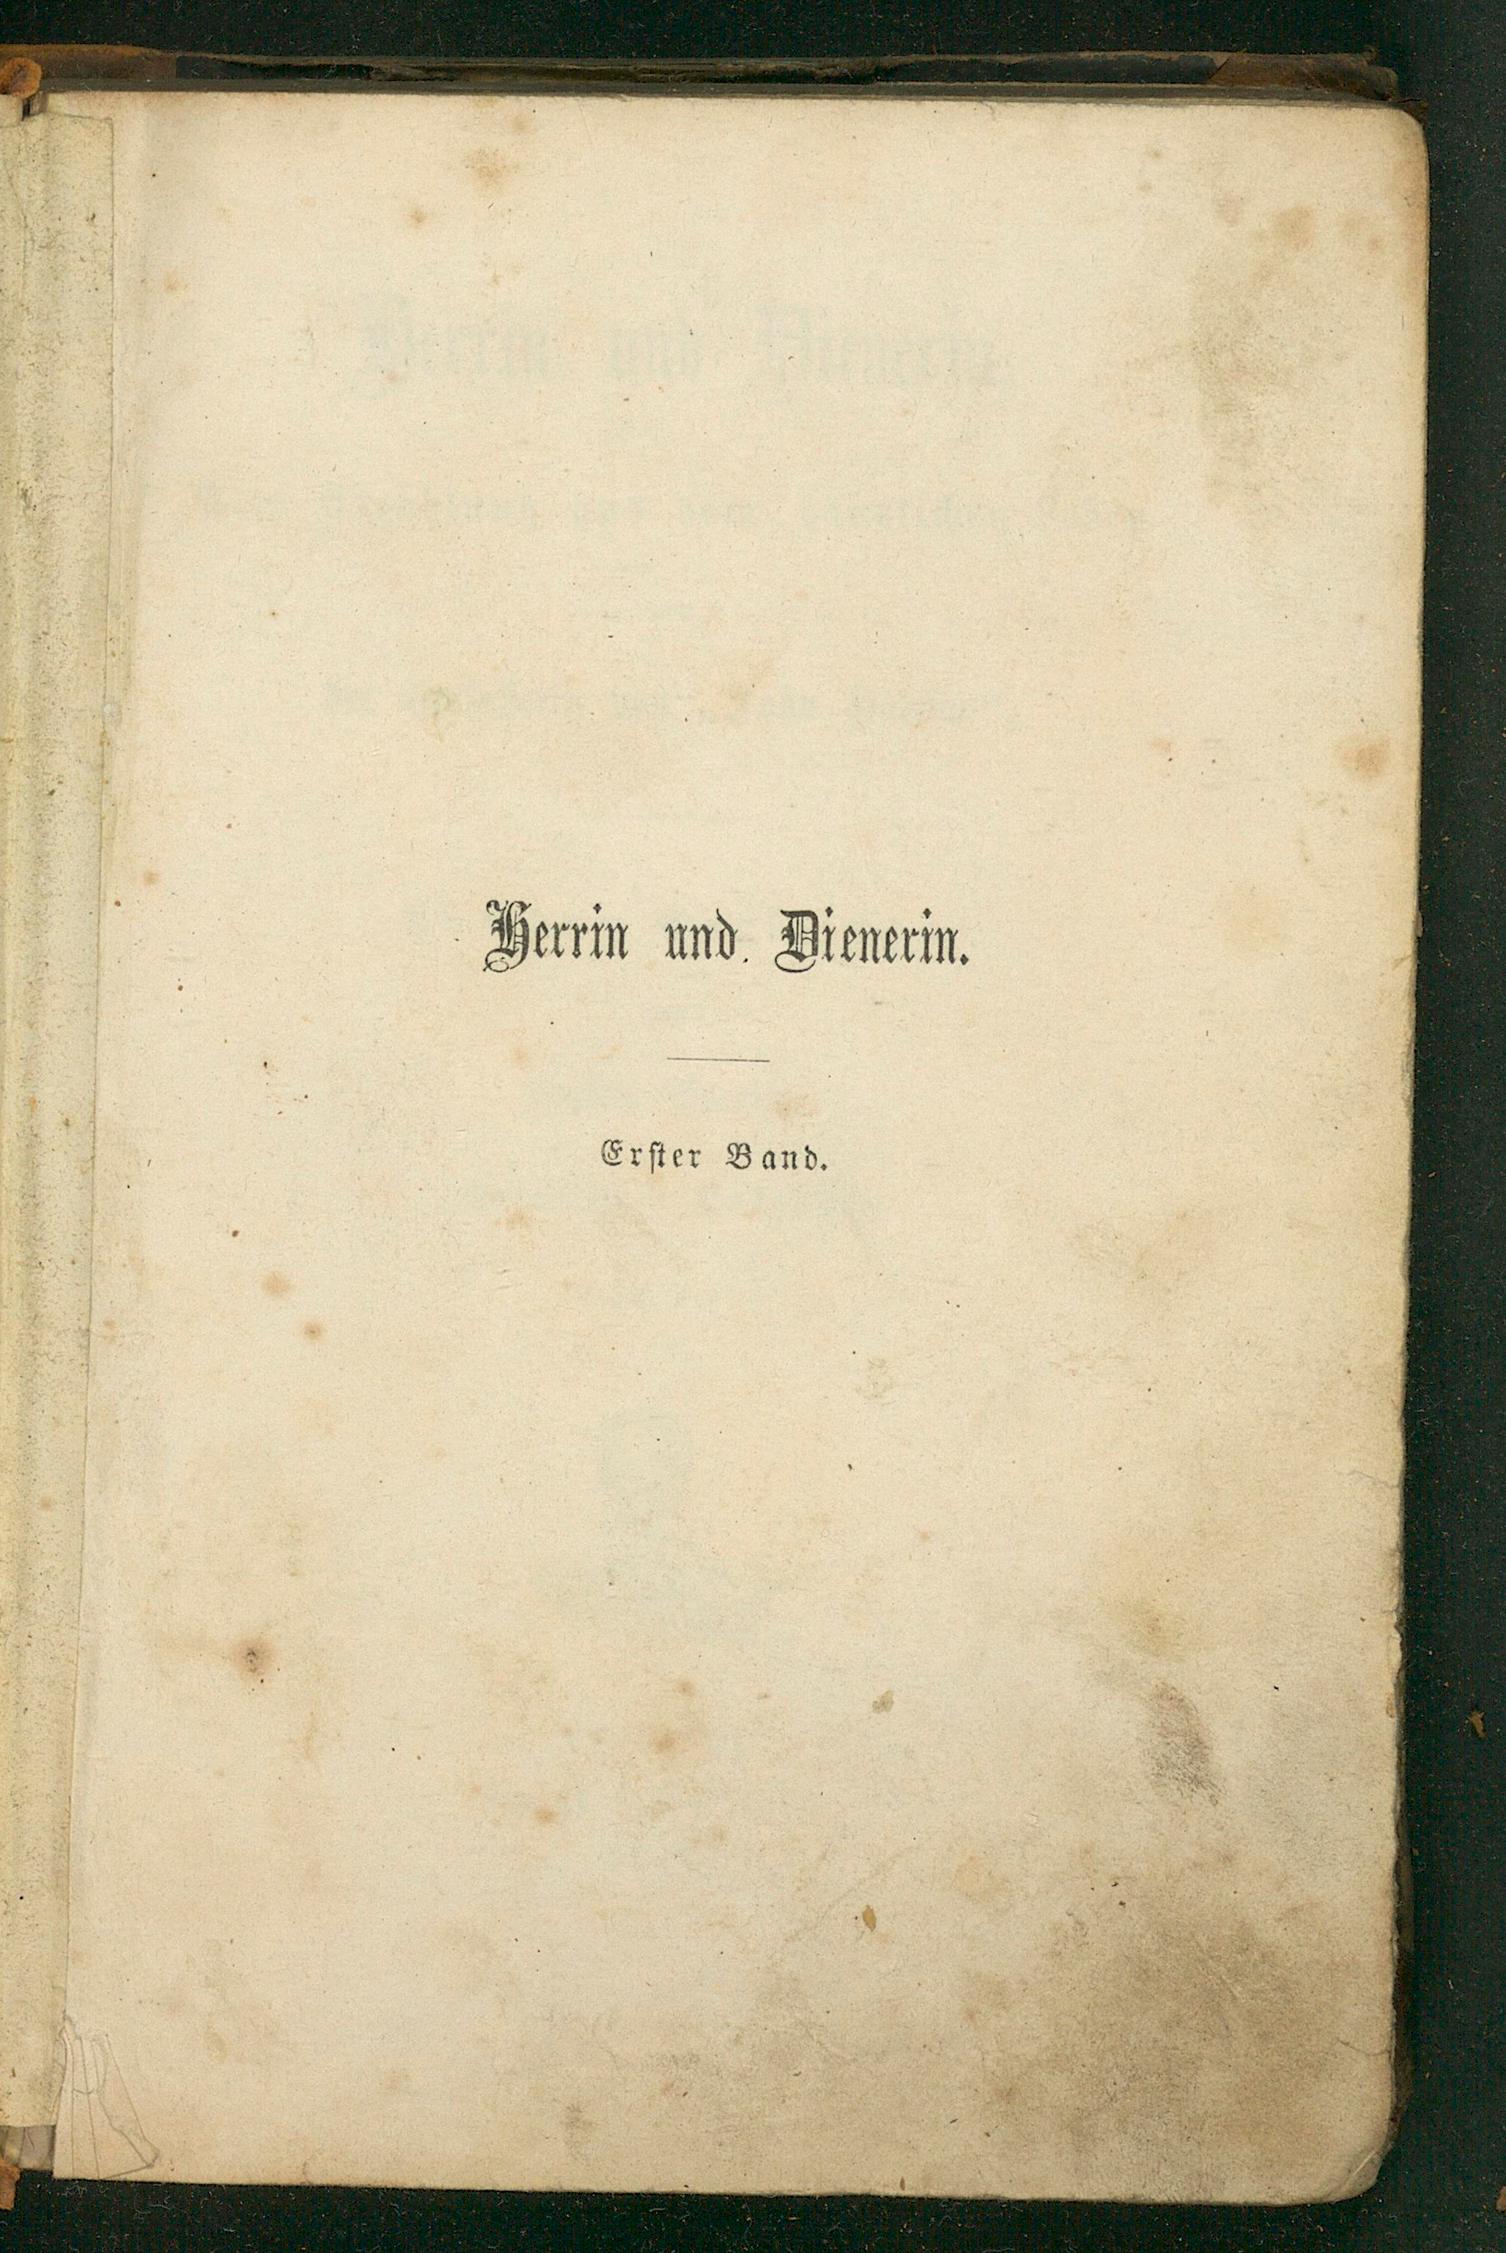 Herrin und Dienerin.
Erſter Band.